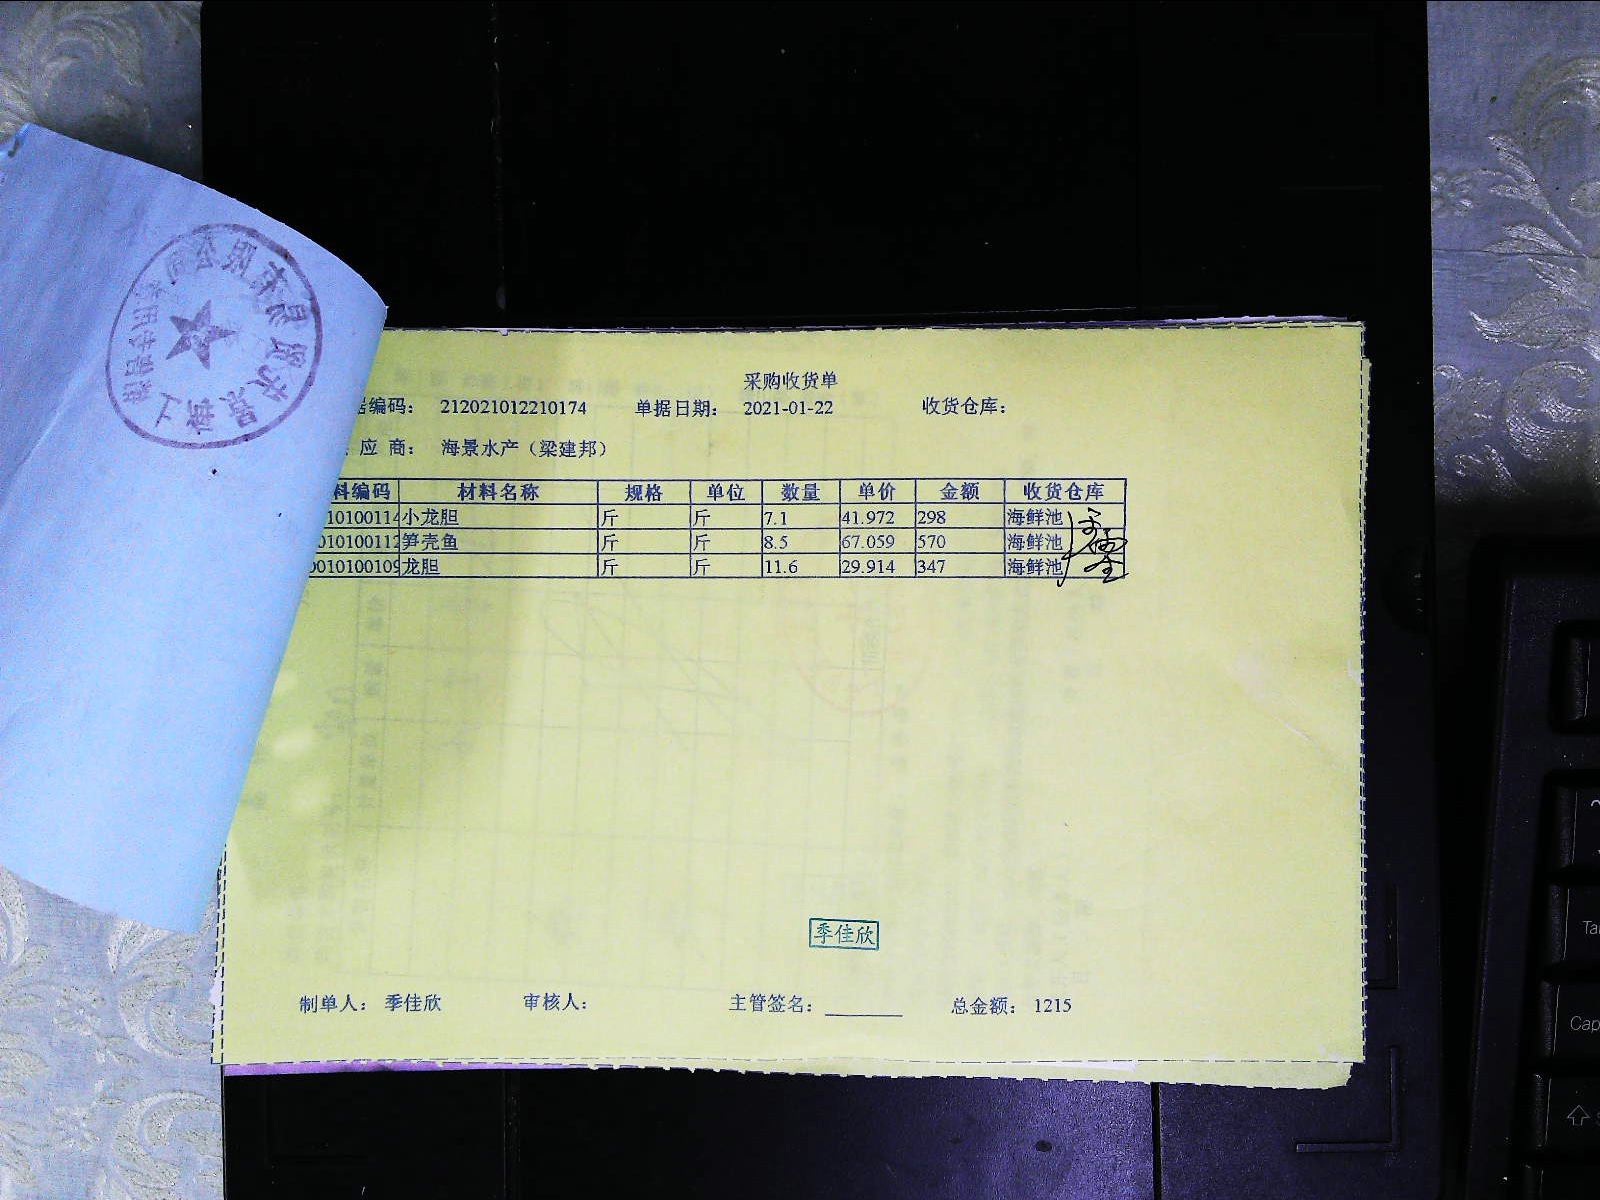 采购收货单
编码： 212021012210174 单据日期： 2021-01-22 收货仓库：
应 商： 海景水产（梁建邦）
料编码 材料名称 规格 单位 数量 单价 金额 收货仓库
10100114 小龙胆 斤 斤 7.1 41.972 298 海鲜池
010100112 笋壳鱼 斤 斤 8.5 67.059 570 海鲜池
0010100109 龙胆 斤 斤 11.6 29.914 347 海鲜池
季佳欣
制单人： 季佳欣 审核人： 主管签名： 总金额： 1215